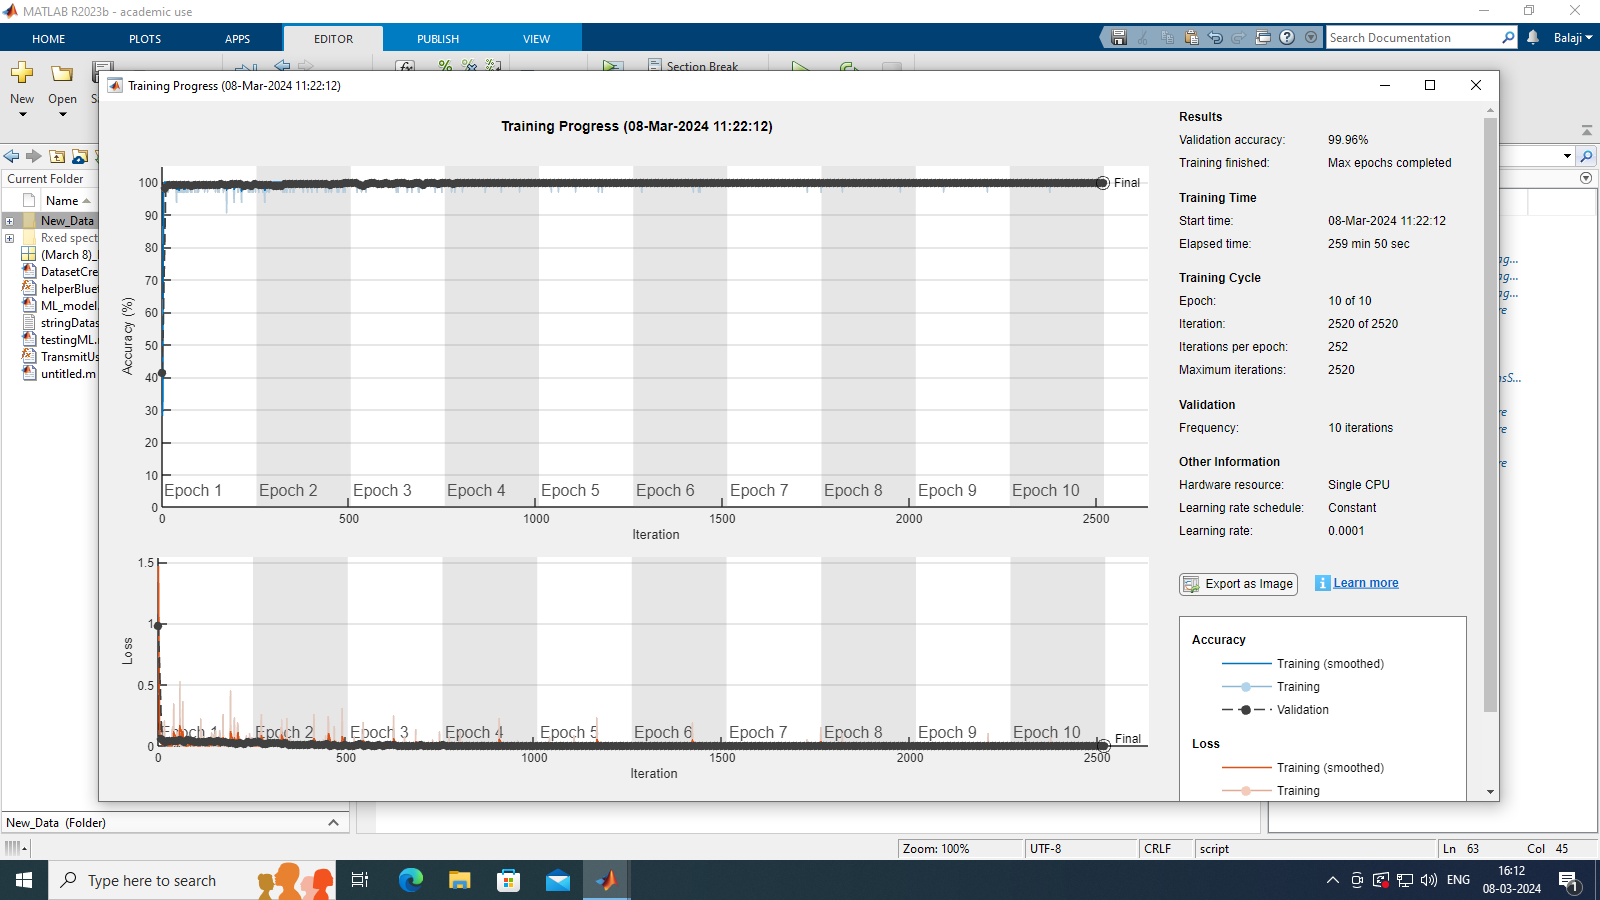 MATLAB R2023b - academic use
HOME
PLOTS
APPS
EDITOR
PUBLISH
VIEW
Search Documentation
Balaji
New
Open
Section Break
Training Progress (08-Mar-2024 11:22:12)
Current Folder
Name
New_Data
Rxed spect
(March 8)_
DatasetCre
helperBluet
ML_model.
stringDatas
testingML.
TransmitUs
untitled.m
New_Data (Folder)
Training Progress (08-Mar-2024 11:22:12)
Accuracy (%)
100
90
80
70
60
50
40
30
20
10
0
Final
Epoch 1
Epoch 2
Epoch 3
Epoch 4
Epoch 5
Epoch 6
Epoch 7
Epoch 8
Epoch 9
Epoch 10
0
500
1000
1500
2000
2500
Iteration
Loss
1.5
1
0.5
0
Epoch 1
Epoch 2
Epoch 3
Epoch 4
Epoch 5
Epoch 6
Epoch 7
Epoch 8
Epoch 9
Epoch 10
Final
0
500
1000
1500
2000
2500
Iteration
Results
Validation accuracy: 99.96%
Training finished: Max epochs completed
Training Time
Start time: 08-Mar-2024 11:22:12
Elapsed time: 259 min 50 sec
Training Cycle
Epoch: 10 of 10
Iteration: 2520 of 2520
Iterations per epoch: 252
Maximum iterations: 2520
Validation
Frequency: 10 iterations
Other Information
Hardware resource: Single CPU
Learning rate schedule: Constant
Learning rate: 0.0001
Export as Image
Learn more
Accuracy
Training (smoothed)
Training
Validation
Loss
Training (smoothed)
Training
ag...
ag...
ag...
re
nsS...
re
re
re
Zoom: 100%
UTF-8
CRLF
script
Ln 63
Col 45
Type here to search
ENG
16:12
08-03-2024
1